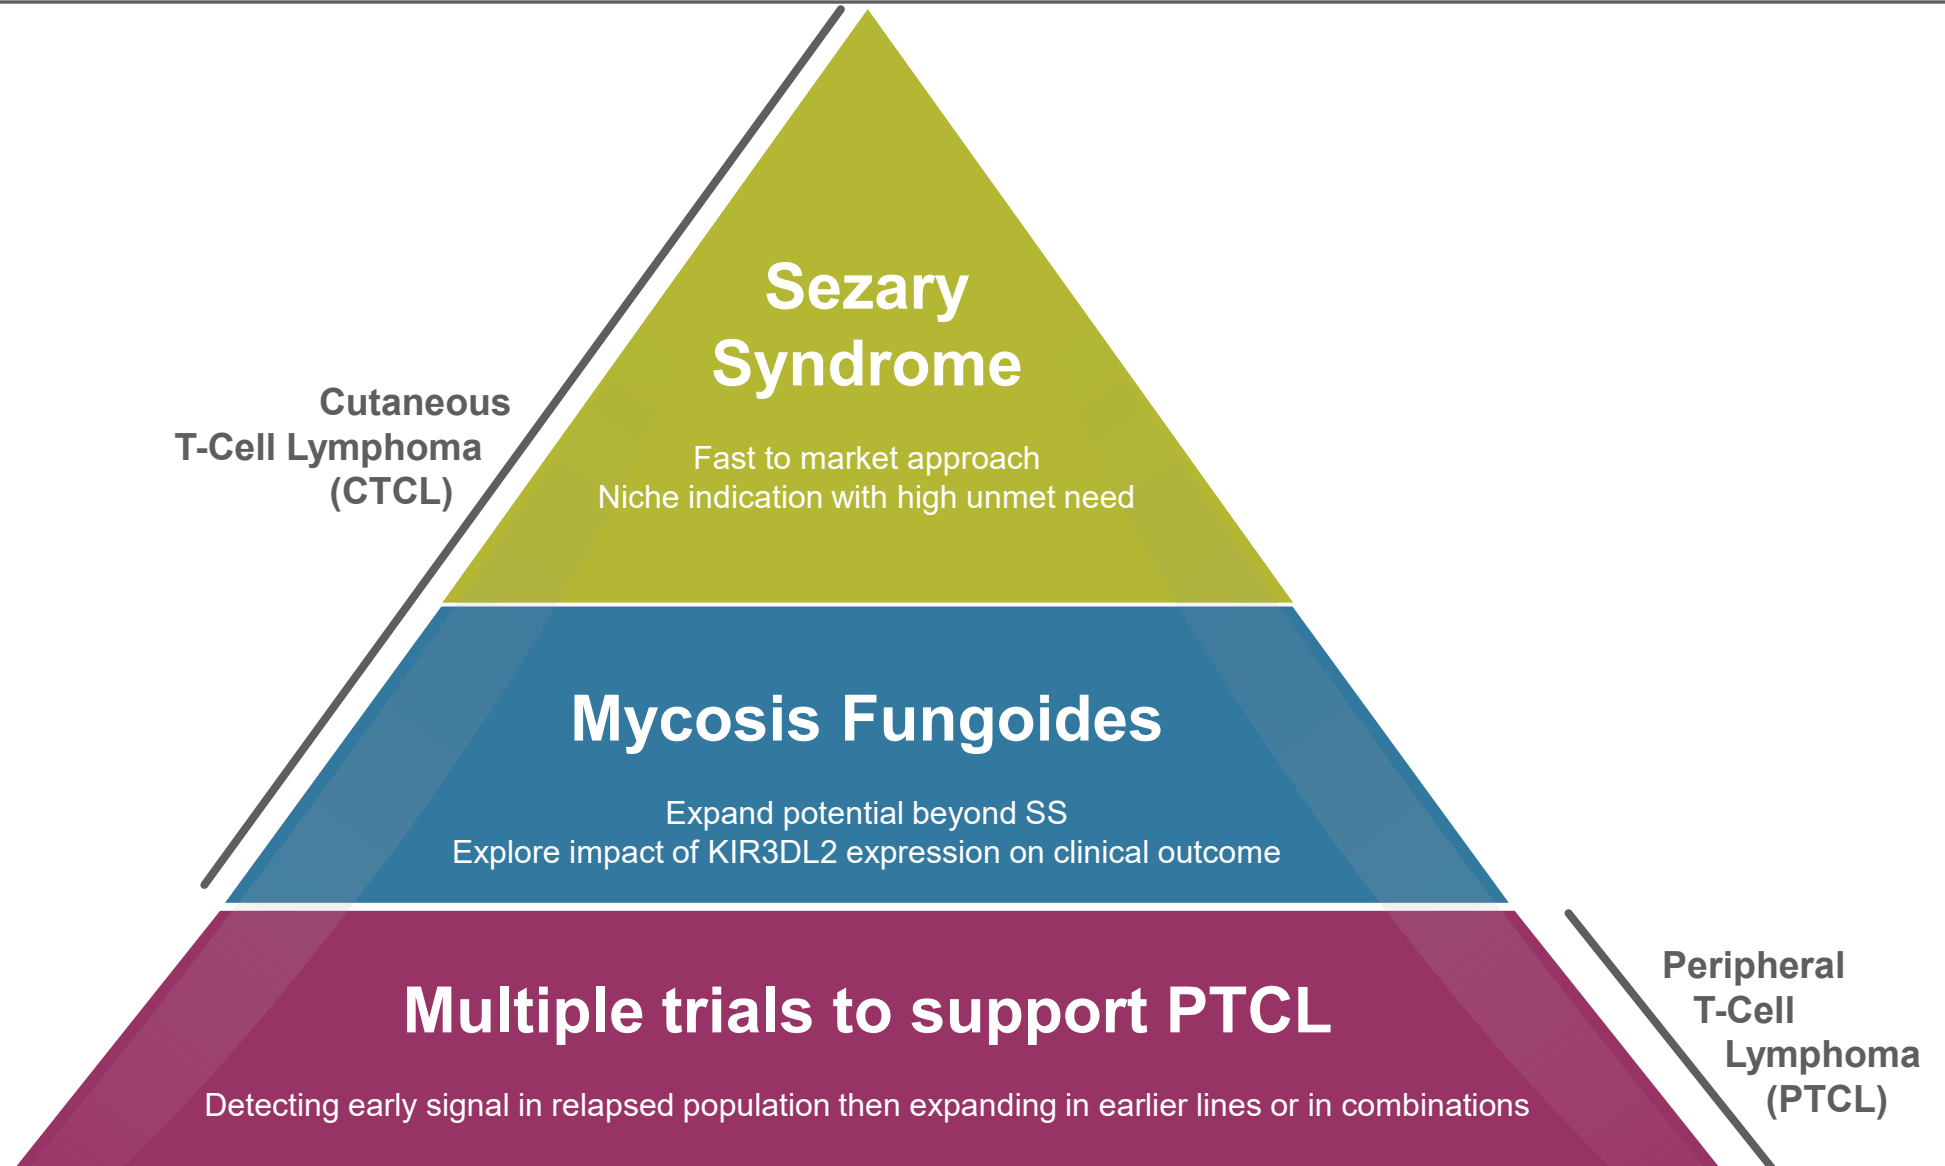 Sezary
Syndrome
Fast to market approach
Niche indication with high unmet need
Cutaneous
T-Cell Lymphoma
(CTCL)
Mycosis Fungoides
Expand potential beyond SS
Explore impact of KIR3DL2 expression on clinical outcome
Multiple trials to support PTCL
Detecting early signal in relapsed population then expanding in earlier lines or in combinations
Peripheral
T-Cell
Lymphoma
(PTCL)